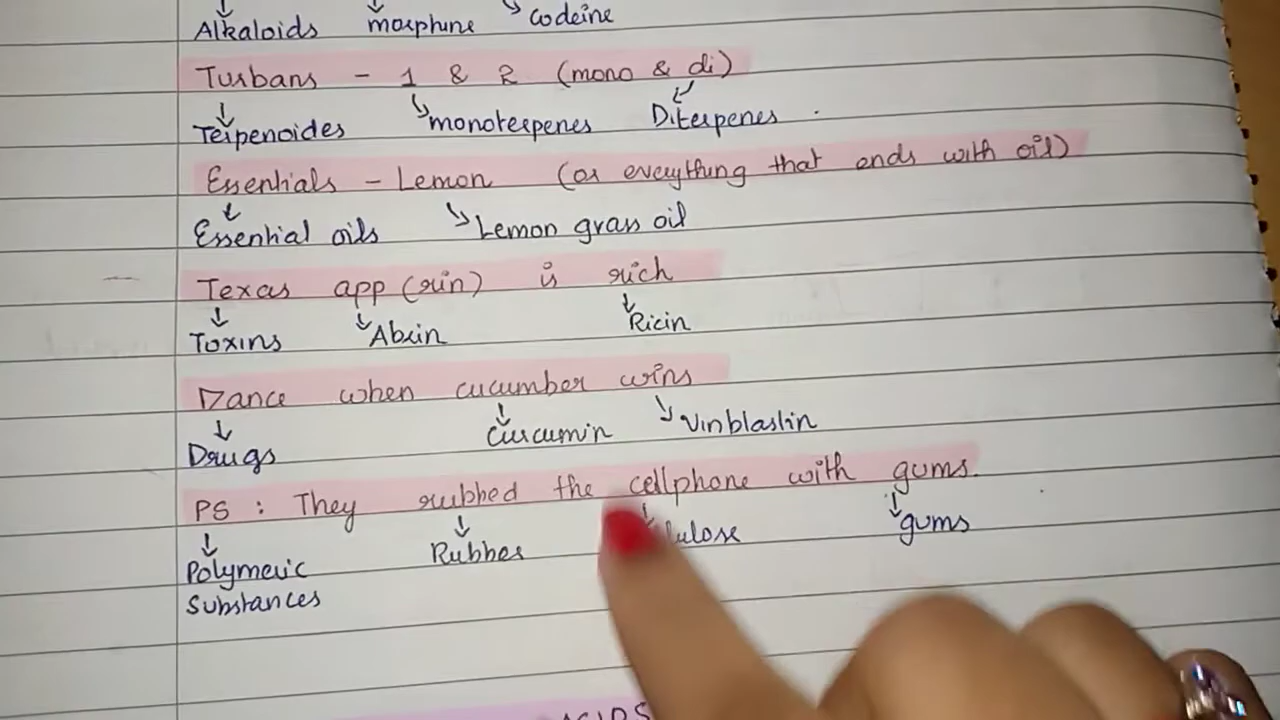 Alkaloids morphine codeine
Turbans - 1 & 2 (mono & di)
Terpenoides monoterpenes Diterpenes .
Essentials - Lemon (or everything that ends with oil)
Essential oils Lemon grass oil
Texas app (rin) is rich
Toxins Abrin Ricin
Dance when cucumber wins
Drugs Curcumin Vinblastin
PS : They rubbed the cellphone with gums.
Polymeric Rubber lulose gums
Substances